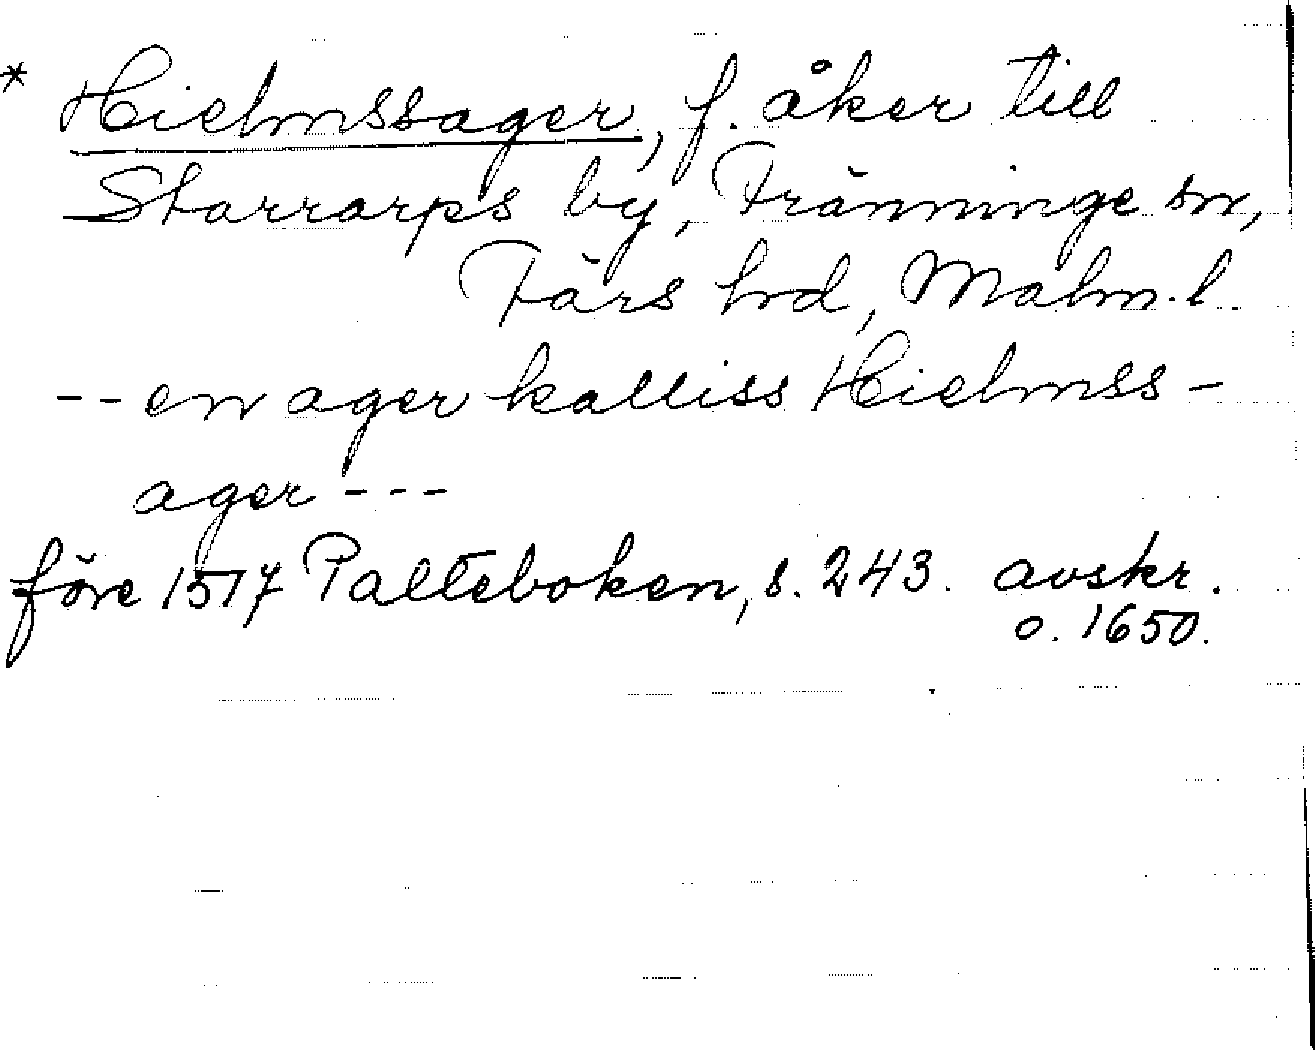 * Hielmssager, f. åker till
Starrarps by, Tränninge sn,
Färs hd, Malm. l.
-- en ager kalliss Hielmss-
ager ---
före 1517 Palteboken, s. 243. avskr.
o. 1650.